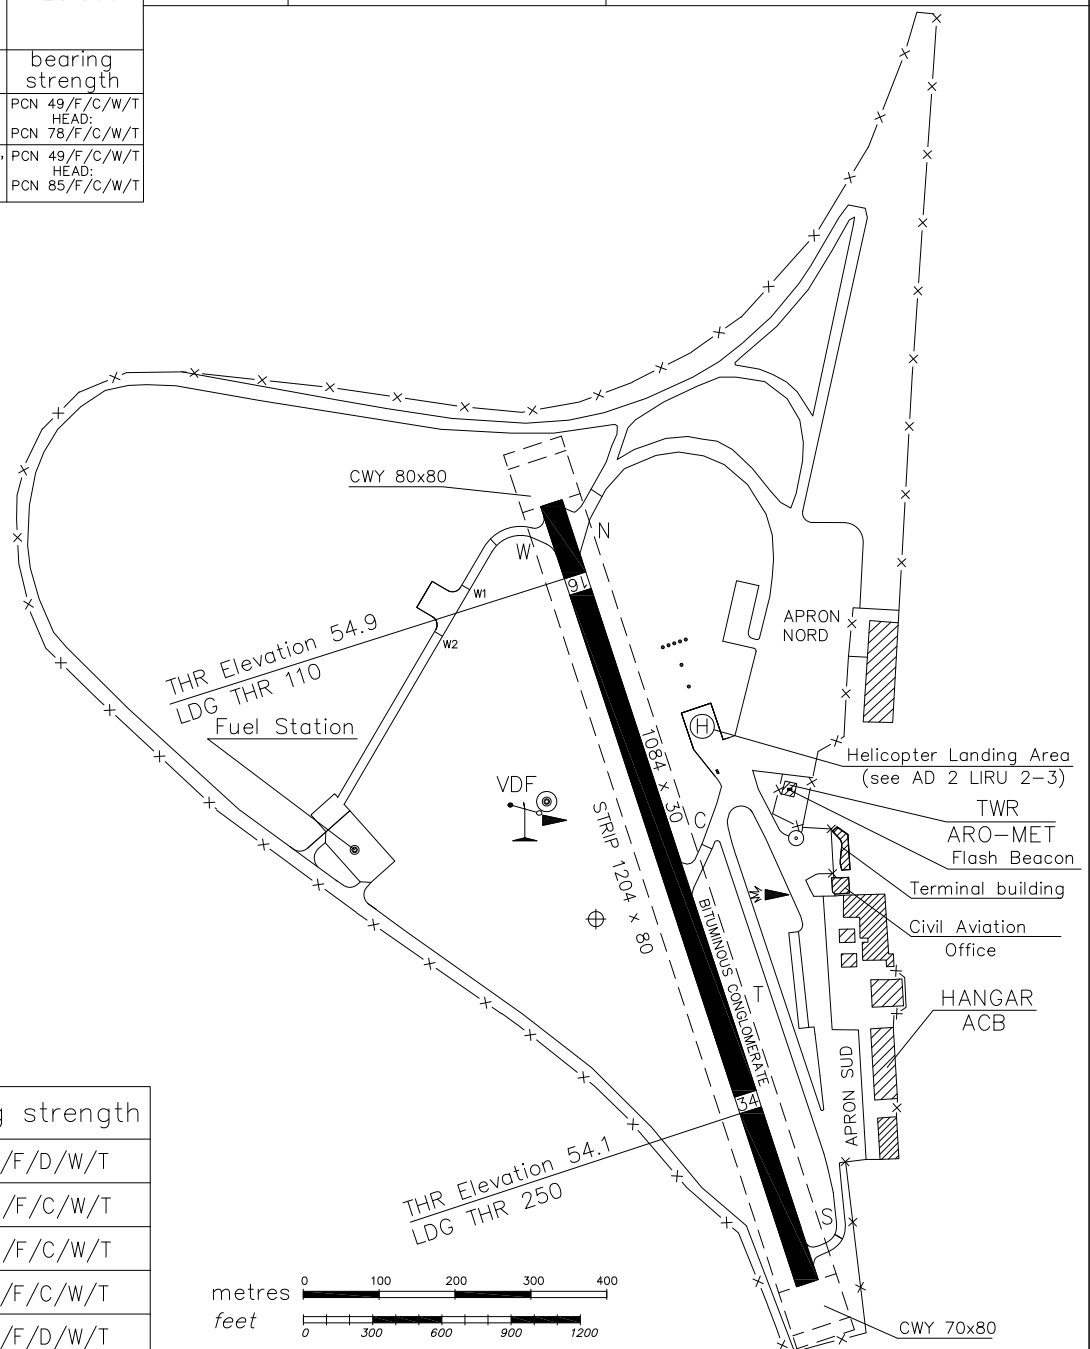 bearing
strength
PCN 49/F/C/W/T
HEAD:
PCN 78/F/C/W/T
PCN 49/F/C/W/T
HEAD:
PCN 85/F/C/W/T
CWY 80x80
W
N
16
W1
W2
THR Elevation 54.9
LDG THR 110
Fuel Station
APRON
NORD
H
1084 x 30
Helicopter Landing Area
(see AD 2 LIRU 2-3)
VDF
TWR
ARO-MET
Flash Beacon
C
STRIP 1204 x 80
Terminal building
BITUMINOUS CONGLOMERATE
Civil Aviation
Office
T
HANGAR
ACB
APRON SUD
34
THR Elevation 54.1
LDG THR 250
S
g strength
/F/D/W/T
/F/C/W/T
/F/C/W/T
/F/C/W/T
/F/D/W/T
metres 0 100 200 300 400
feet 0 300 600 900 1200
CWY 70x80